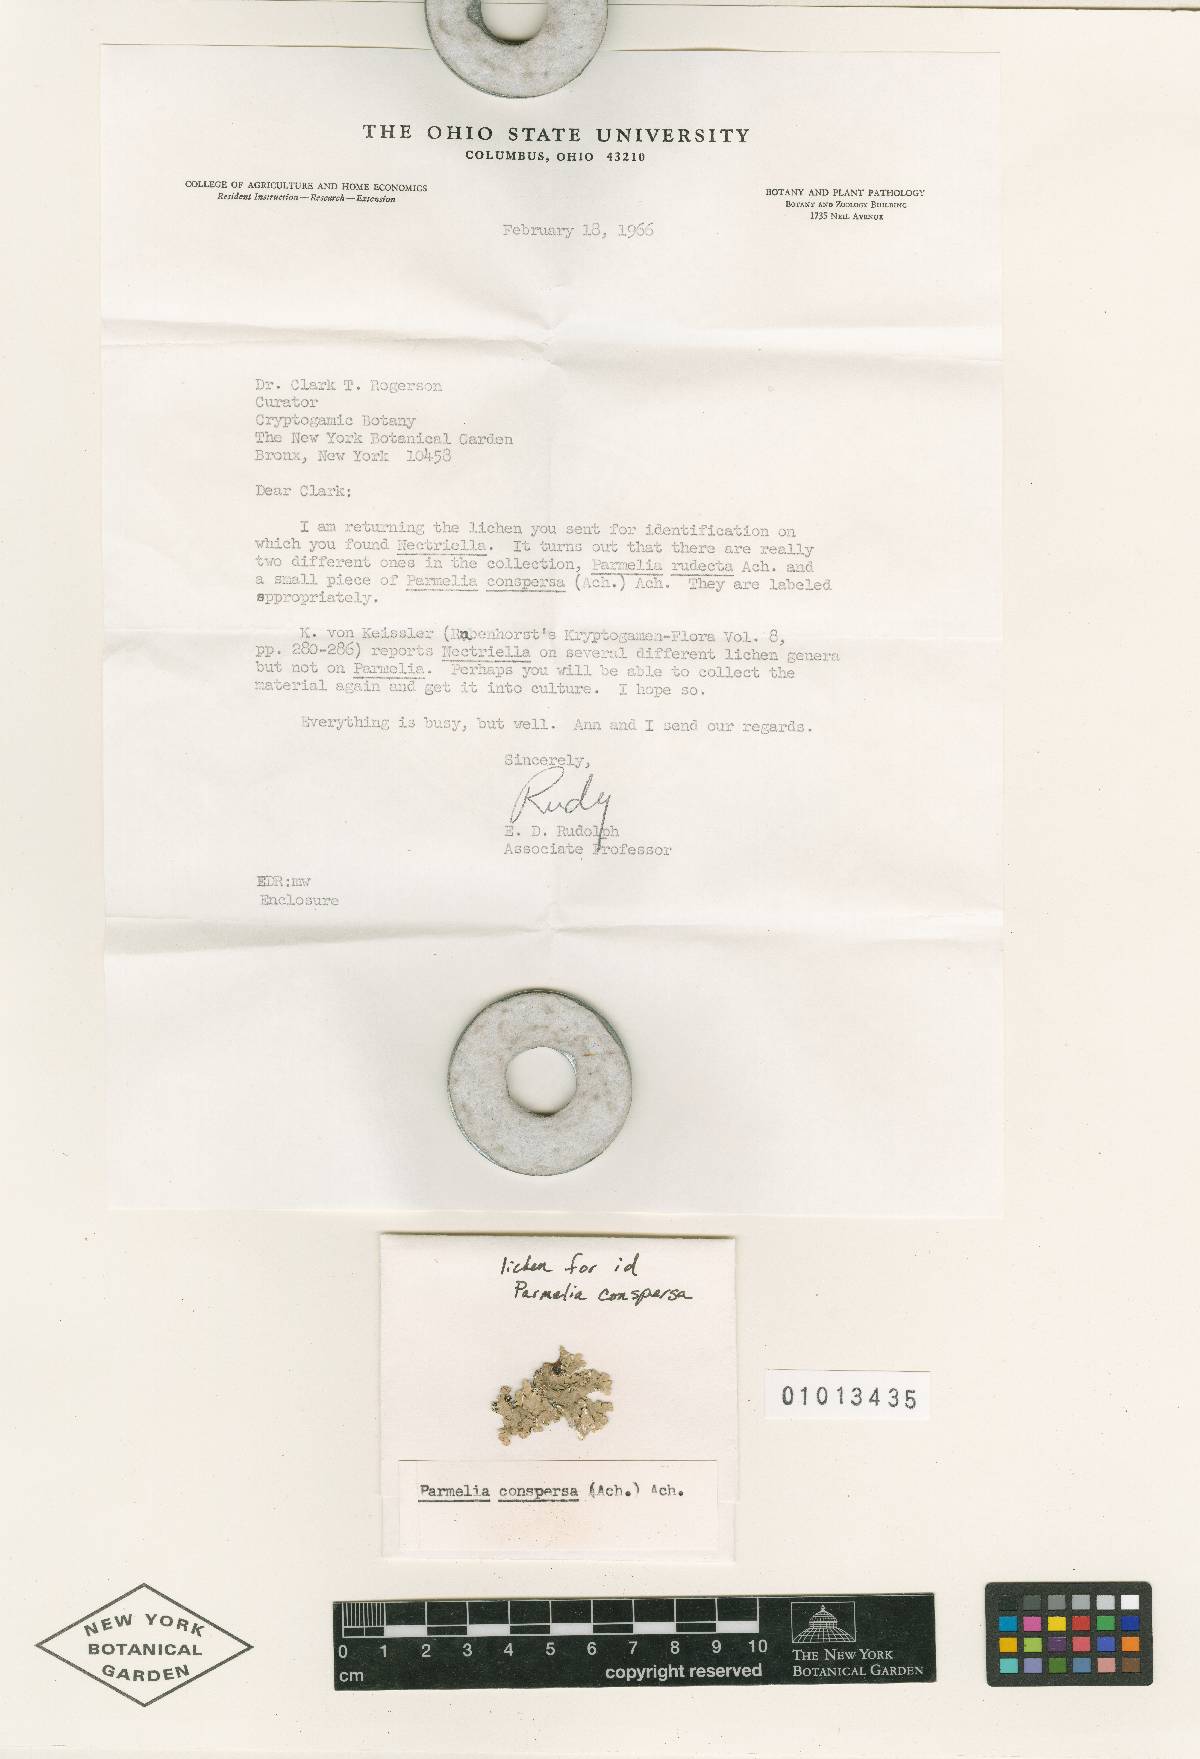 THE OHIO STATE UNIVERSITY
COLUMBUS, OHIO 43210
COLLEGE OF AGRICULTURE AND HOME ECONOMICS
Resident Instruction—Research—Extension
BOTANY AND PLANT PATHOLOGY
BOTANY AND ZOOLOGY BUILDING
1735 NEIL AVENUE
February 18, 1966
Dr. Clark T. Rogerson
Curator
Cryptogamic Botany
The New York Botanical Garden
Bronx, New York 10458
Dear Clark:
I am returning the lichen you sent for identification on
which you found Nectriella. It turns out that there are really
two different ones in the collection, Parmelia rudecta Ach. and
a small piece of Parmelia conspersa (Ach.) Ach. They are labeled
appropriately.
K. von Keissler (Rabenhorst's Kryptogamen-Flora Vol. 8,
pp. 280-286) reports Nectriella on several different lichen genera
but not on Parmelia. Perhaps you will be able to collect the
material again and get it into culture. I hope so.
Everything is busy, but well. Ann and I send our regards.
Sincerely,
Rudy
E. D. Rudolph
Associate Professor
EDR:mw
Enclosure
lichen for id
Parmelia conspersa
01013435
Parmelia conspersa (Ach.) Ach.
NEW YORK
BOTANICAL
GARDEN
0 1 2 3 4 5 6 7 8 9 10
cm
copyright reserved
THE NEW YORK
BOTANICAL GARDEN